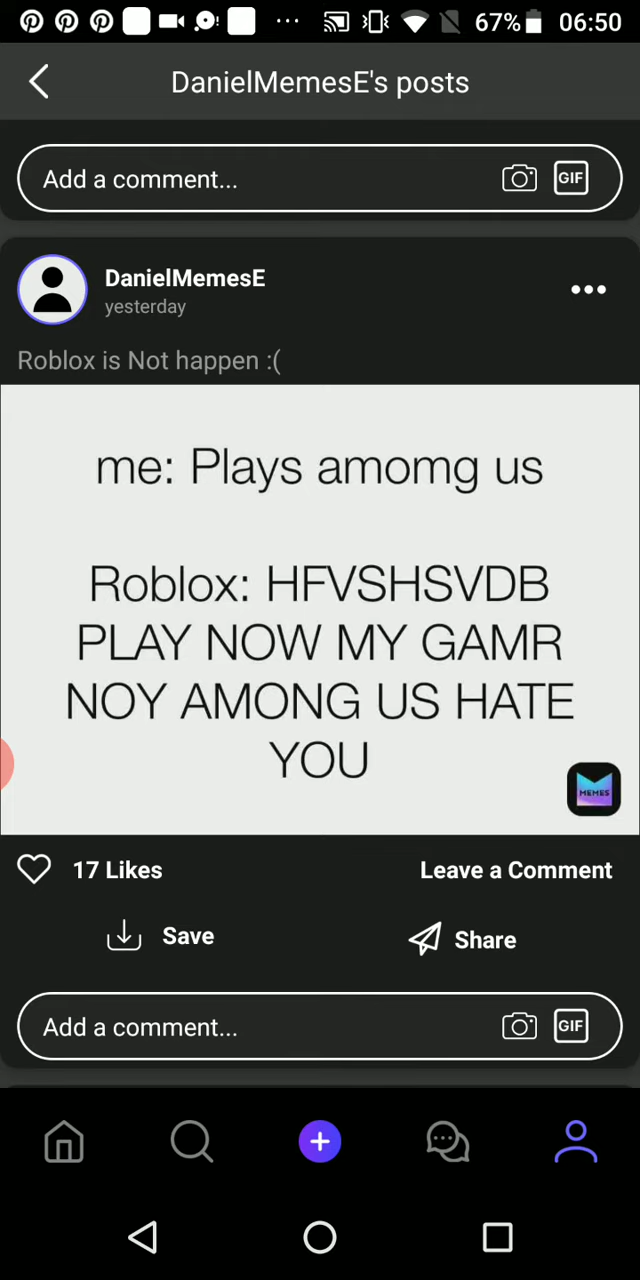 67% 06:50
DanielMemesE's posts
Add a comment...
GIF
DanielMemesE
yesterday
Roblox is Not happen :(
me: Plays amomg us
Roblox: HFVSHSVDB
PLAY NOW MY GAMR
NOY AMONG US HATE
YOU
MEMES
17 Likes
Leave a Comment
Save
Share
Add a comment...
GIF